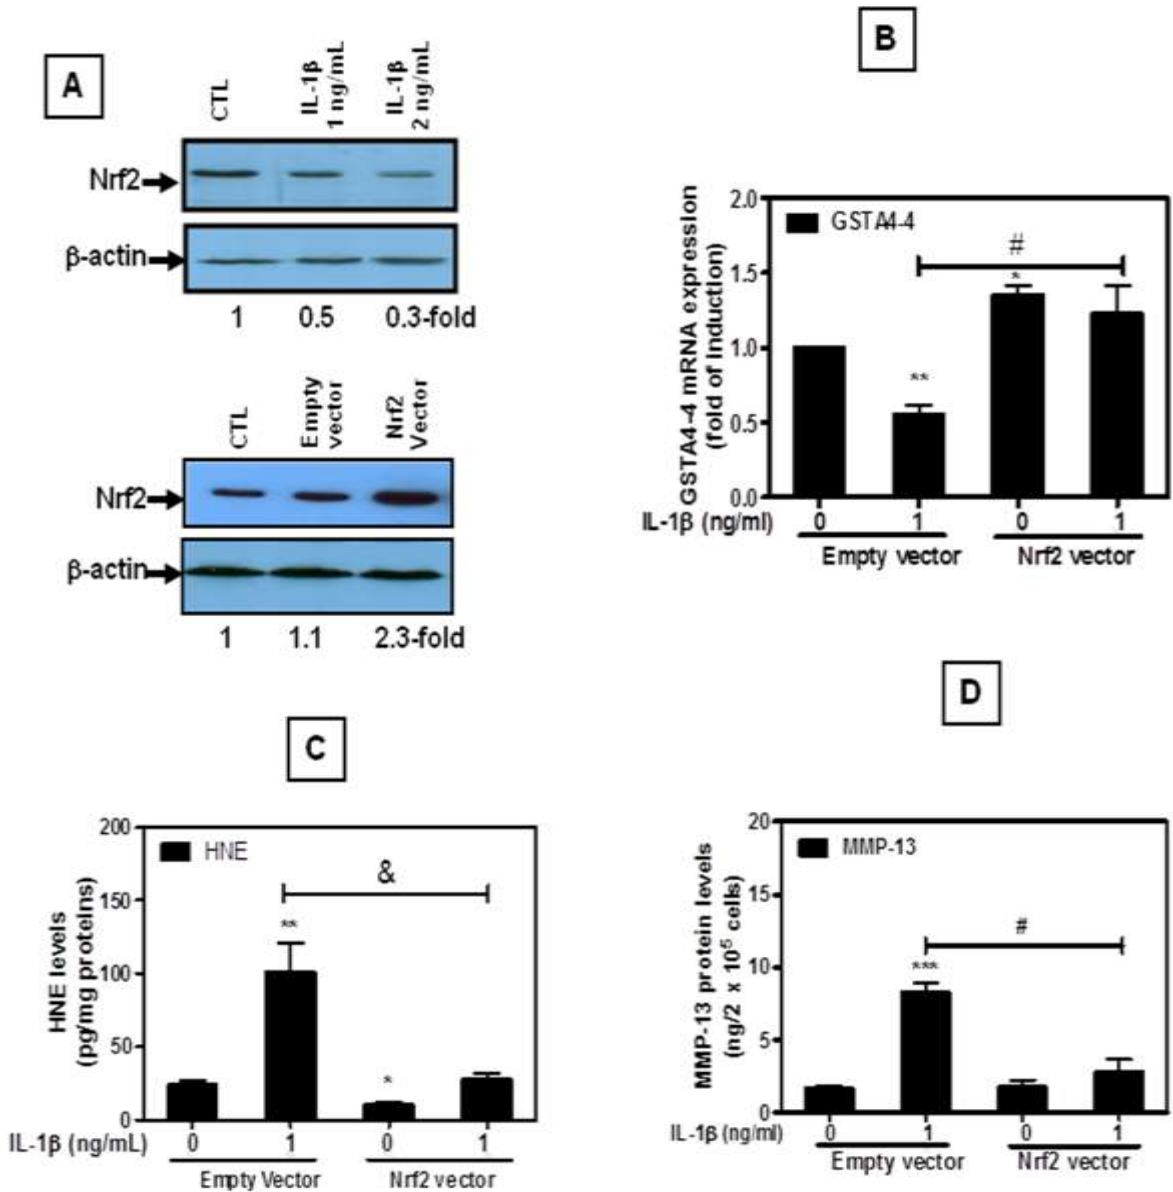 A
CTL
IL-1β
1 ng/mL
IL-1β
2 ng/mL
Nrf2
β-actin
1 0.5 0.3-fold
CTL
Empty
vector
Nrf2
Vector
Nrf2
β-actin
1 1.1 2.3-fold
B
GSTA4-4 mRNA expression
(fold of induction)
2.0
1.5
1.0
0.5
0.0
GSTA4-4
#
*
**
IL-1β (ng/ml) 0 1 0 1
Empty vector Nrf2 vector
C
HNE levels
(pg/mg proteins)
200
150
100
50
0
HNE
&
**
*
IL-1β (ng/mL) 0 1 0 1
Empty Vector Nrf2 vector
D
MMP-13 protein levels
(ng/2 x 10⁵ cells)
20
15
10
5
0
MMP-13
#
***
IL-1β (ng/ml) 0 1 0 1
Empty vector Nrf2 vector